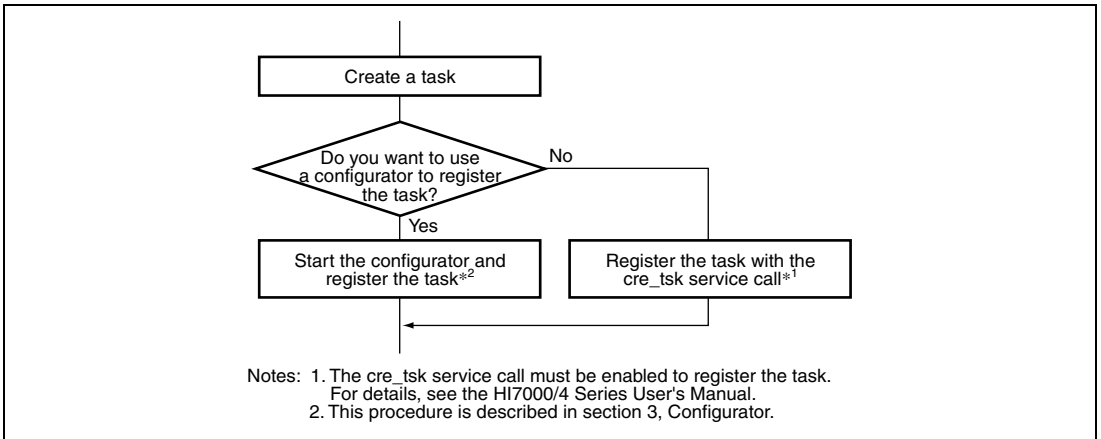 Create a task
Do you want to use
a configurator to register
the task?
No
Yes
Start the configurator and
register the task*2
Register the task with the
cre_tsk service call*1
Notes: 1. The cre_tsk service call must be enabled to register the task.
For details, see the HI7000/4 Series User's Manual.
2. This procedure is described in section 3, Configurator.